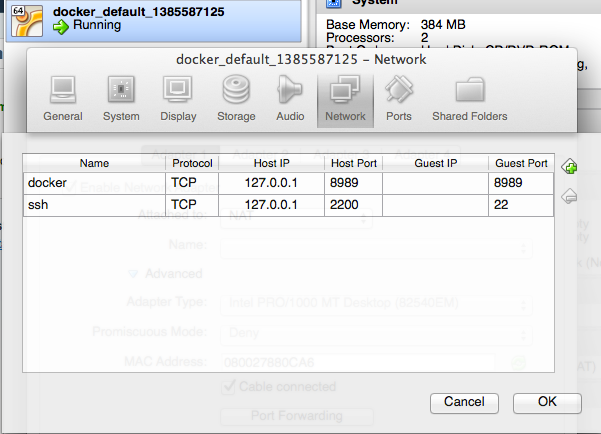 docker_default_1385587125
Running
64
System
Base Memory: 384 MB
Processors: 2
docker_default_1385587125 – Network
General
System
Display
Storage
Audio
Network
Ports
Shared Folders
Name Protocol Host IP Host Port Guest IP Guest Port
docker TCP 127.0.0.1 8989 8989
ssh TCP 127.0.0.1 2200 22
Enable Network
Attached to: NAT
Name:
Advanced
Adapter Type: Intel PRO/1000 MT Desktop (82540EM)
Promiscuous Mode: Deny
MAC Address: 080027880CA6
Cable connected
Port Forwarding
Cancel
OK